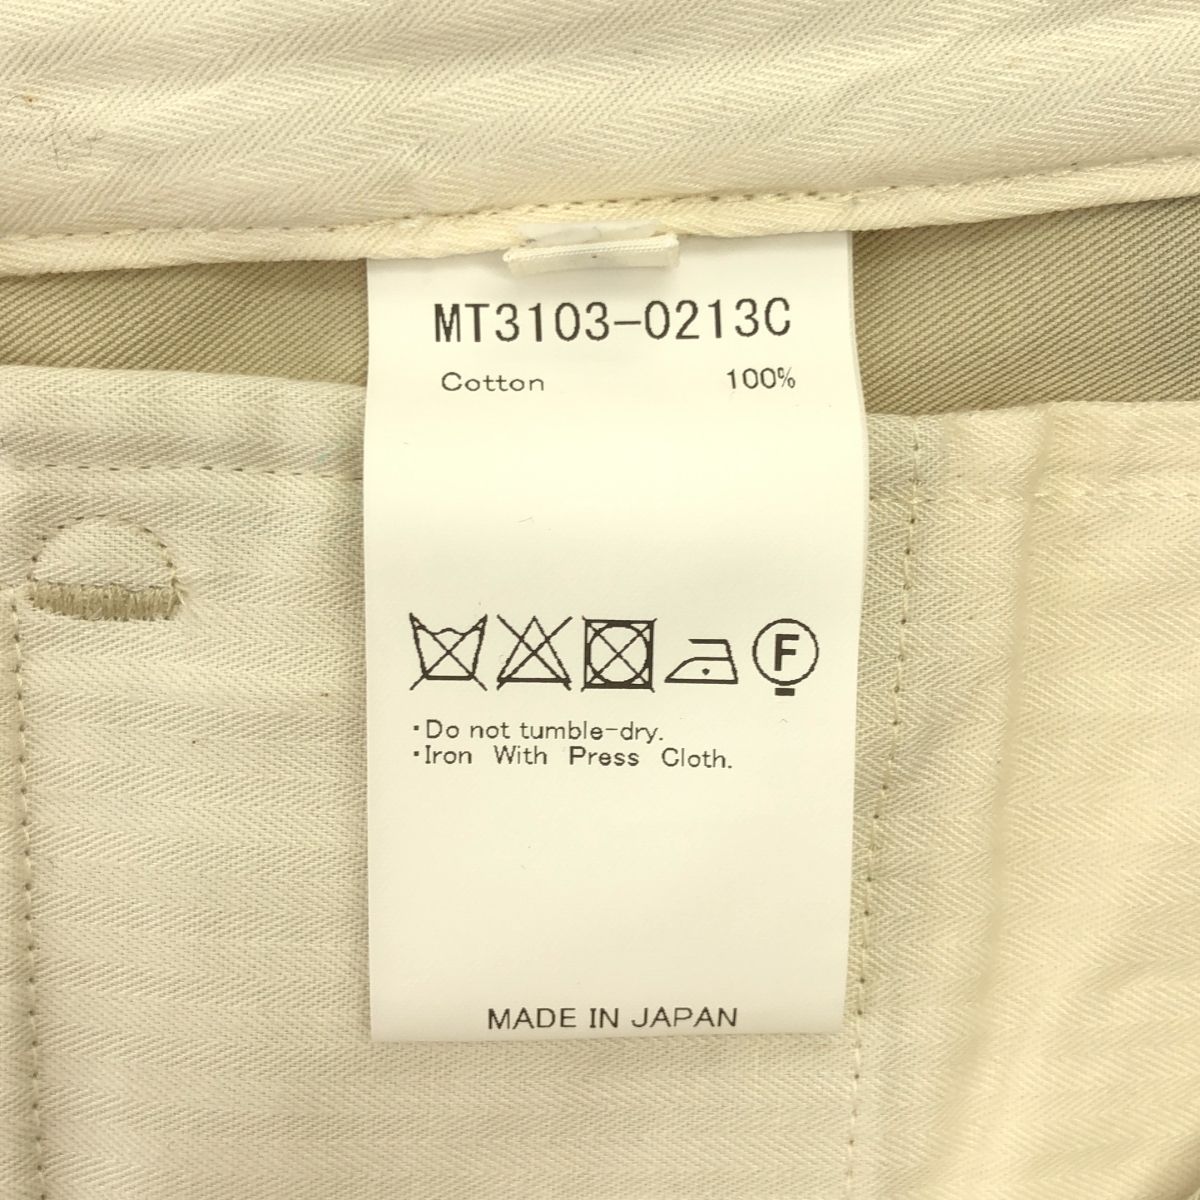 MT3103-0213C
Cotton 100%
F
・Do not tumble-dry.
・Iron With Press Cloth.
MADE IN JAPAN